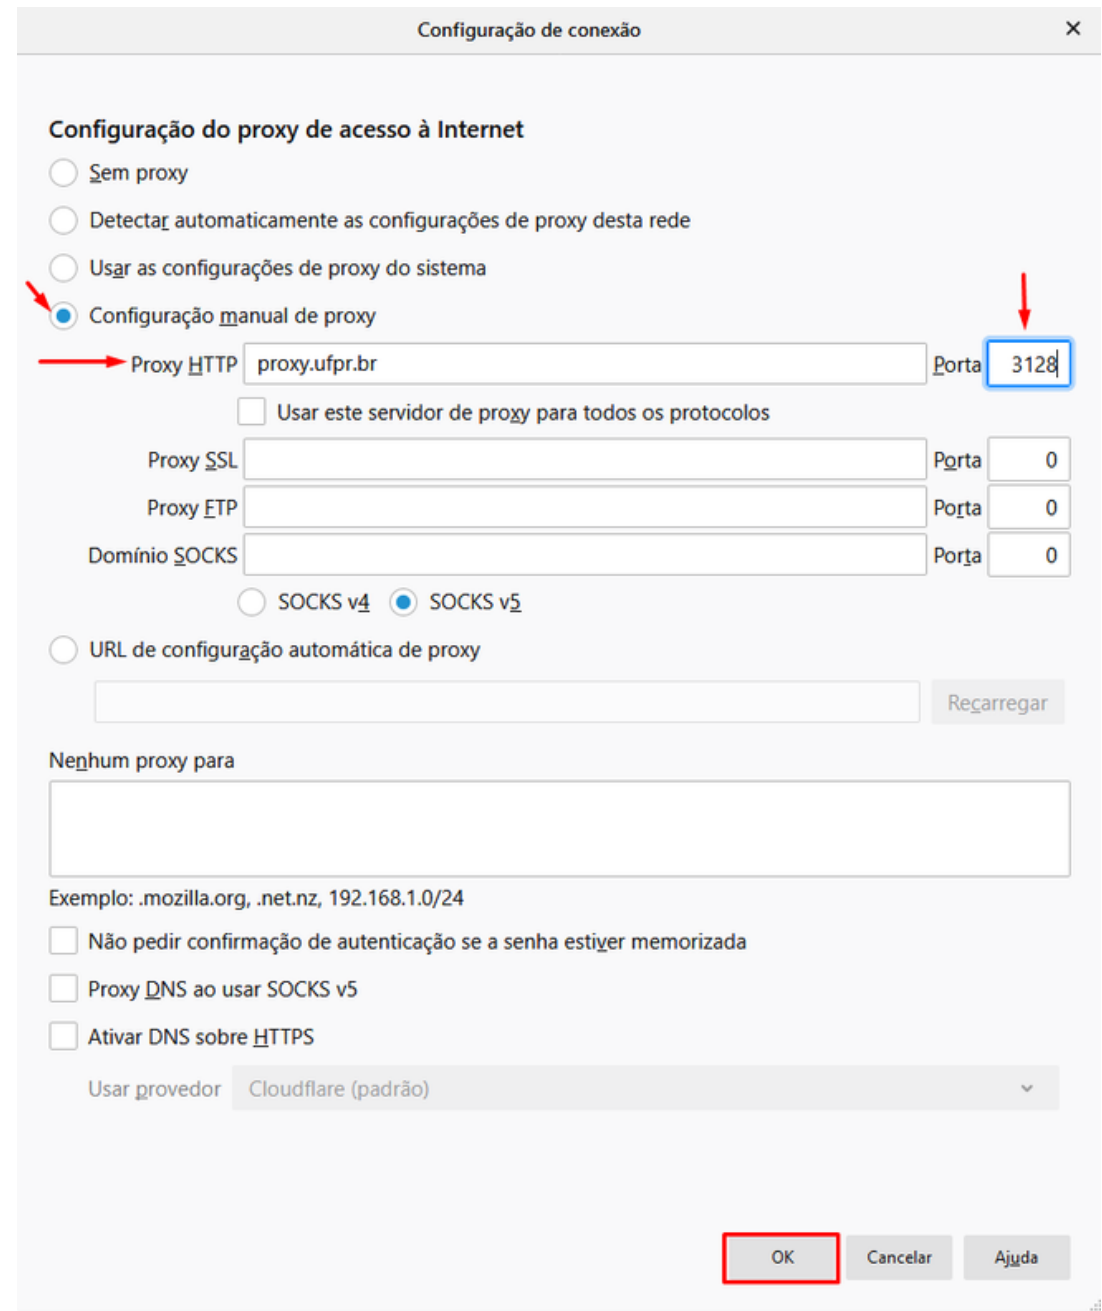 Configuração de conexão
Configuração do proxy de acesso à Internet
Sem proxy
Detectar automaticamente as configurações de proxy desta rede
Usar as configurações de proxy do sistema
Configuração manual de proxy
Proxy HTTP proxy.ufpr.br Porta 3128
Usar este servidor de proxy para todos os protocolos
Proxy SSL Porta 0
Proxy FTP Porta 0
Domínio SOCKS Porta 0
SOCKS v4 SOCKS v5
URL de configuração automática de proxy
Recarregar
Nenhum proxy para
Exemplo: .mozilla.org, .net.nz, 192.168.1.0/24
Não pedir confirmação de autenticação se a senha estiver memorizada
Proxy DNS ao usar SOCKS v5
Ativar DNS sobre HTTPS
Usar provedor Cloudflare (padrão)
OK Cancelar Ajuda